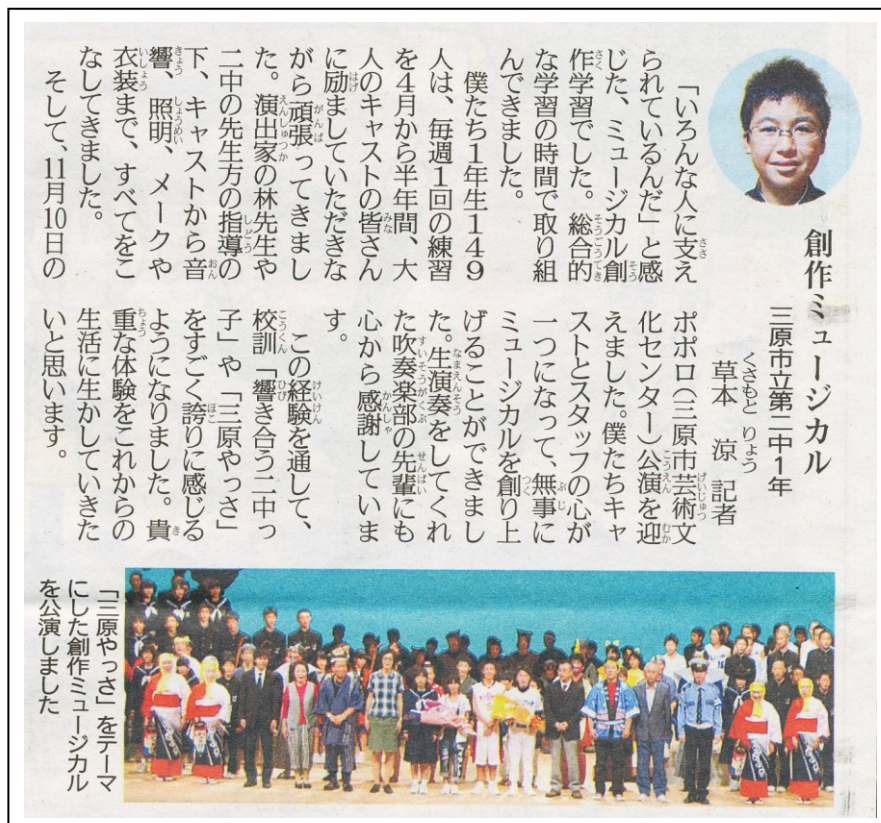 創作ミュージカル
三原市立第二中1年
草本 涼 記者
くさもと りょう
「いろんな人に支え
られているんだ」と感
じた、ミュージカル創
作学習でした。総合的
な学習の時間で取り組
んできました。
僕たち1年生149
人は、毎週1回の練習
を4月から半年間、大
人のキャストの皆さん
に励ましていただきな
がら頑張ってきまし
た。演出家の林先生や
二中の先生方の指導の
下、キャストから音
響、照明、メークや
衣装まで、すべてをこ
なしてきました。
そして、11月10日の
ポポロ(三原市芸術文
化センター)公演を迎
えました。僕たちキャ
ストとスタッフの心が
一つになって、無事に
ミュージカルを創り上
げることができまし
た。生演奏をしてくれ
た吹奏楽部の先輩にも
心から感謝していま
す。
この経験を通して、
校訓「響き合う二中っ
子」や「三原やっさ」
をすごく誇りに感じる
ようになりました。貴
重な体験をこれからの
生活に生かしていきた
いと思います。
「三原やっさ」をテーマ
にした創作ミュージカル
を公演しました